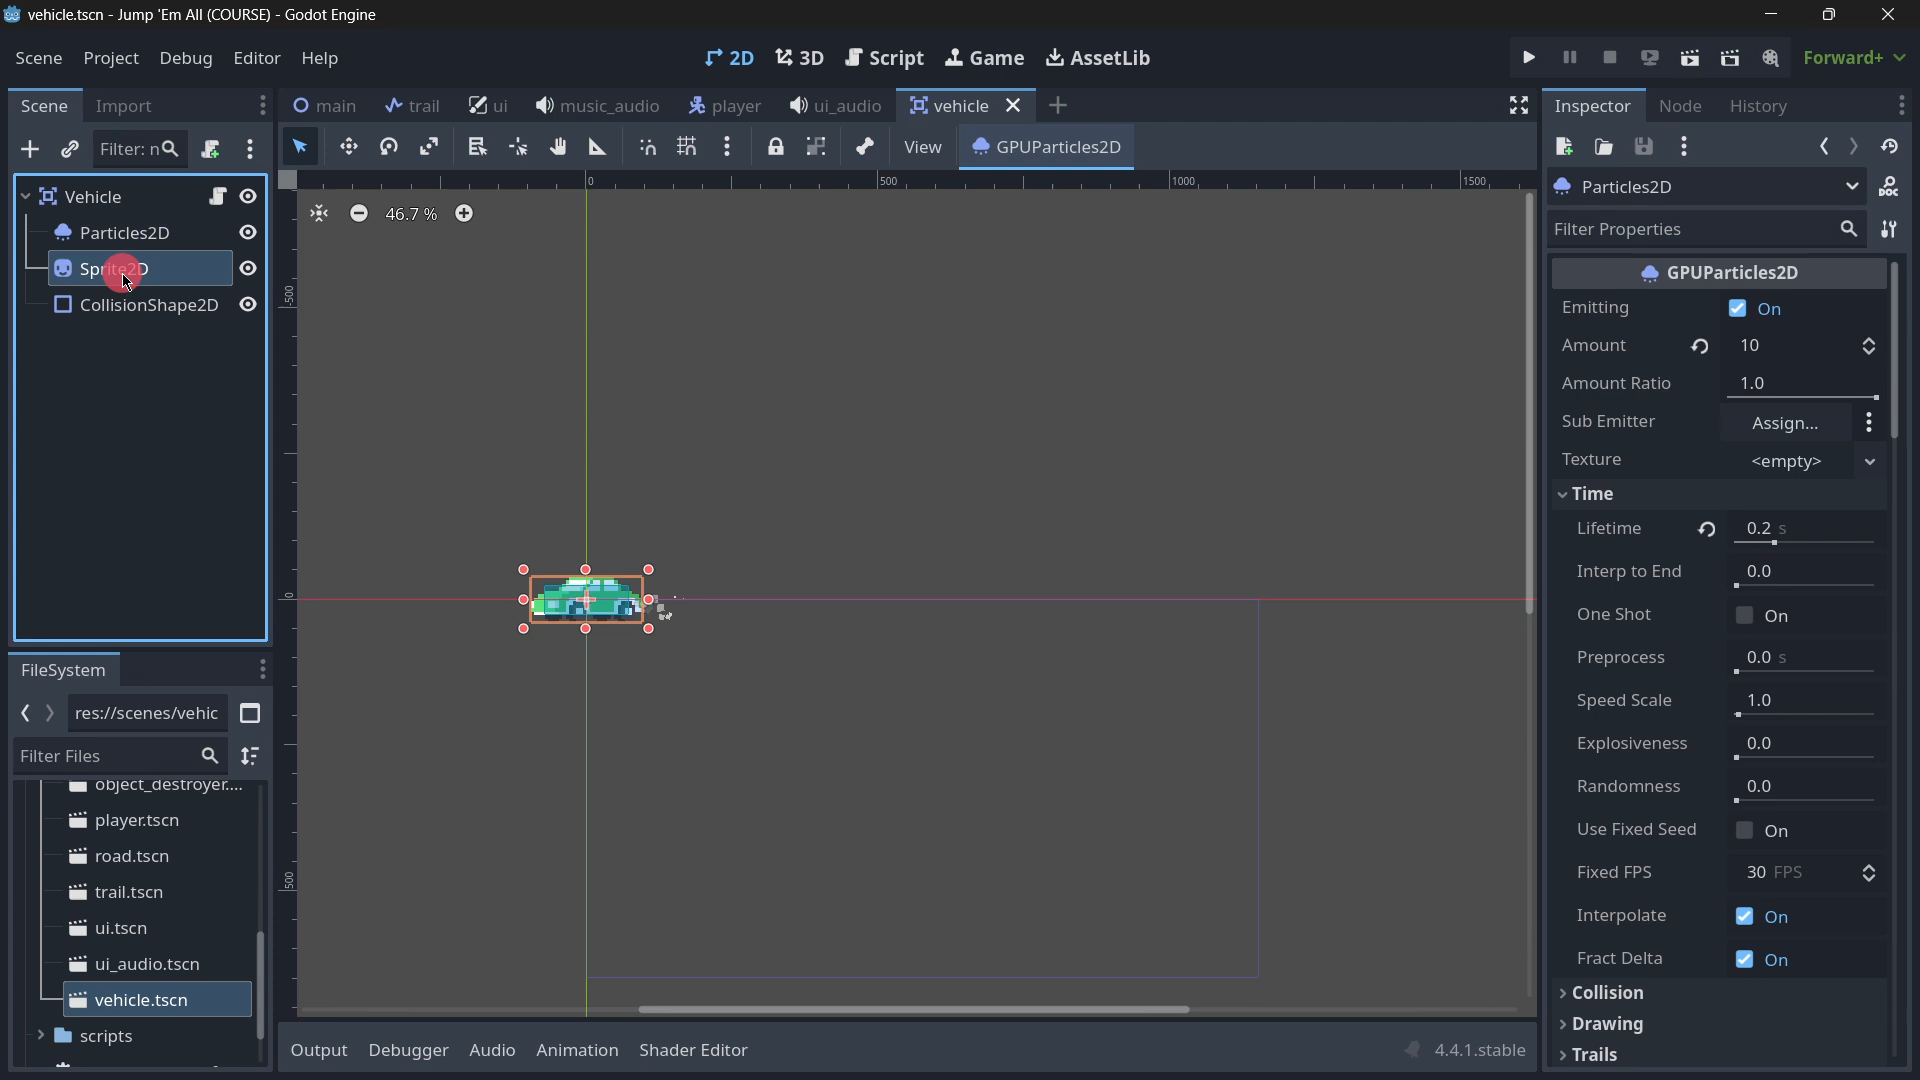 vehicle.tscn - Jump 'Em All (COURSE) - Godot Engine
Scene Project Debug Editor Help
2D 3D Script Game AssetLib
Forward+
Scene Import
main trail ui music_audio player ui_audio vehicle
Inspector Node History
Filter: n
View GPUParticles2D
Particles2D
Filter Properties
Vehicle
Particles2D
Sprite2D
CollisionShape2D
0 500 1000 1500
46.7 %
-500
0
500
GPUParticles2D
Emitting On
Amount 10
Amount Ratio 1.0
Sub Emitter Assign...
Texture <empty>
Time
Lifetime 0.2 s
Interp to End 0.0
One Shot On
Preprocess 0.0 s
Speed Scale 1.0
Explosiveness 0.0
Randomness 0.0
Use Fixed Seed On
Fixed FPS 30 FPS
Interpolate On
Fract Delta On
Collision
Drawing
Trails
FileSystem
res://scenes/vehic
Filter Files
object_destroyer....
player.tscn
road.tscn
trail.tscn
ui.tscn
ui_audio.tscn
vehicle.tscn
scripts
Output Debugger Audio Animation Shader Editor
4.4.1.stable